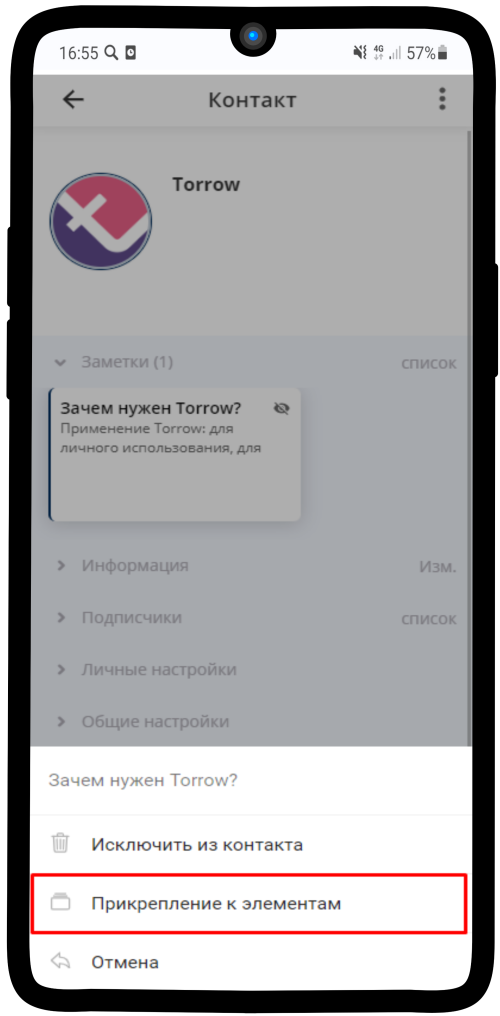 16:55
4G 57%
Контакт
Torrow
Заметки (1) список
Зачем нужен Torrow?
Применение Torrow: для
личного использования, для
Информация Изм.
Подписчики список
Личные настройки
Общие настройки
Зачем нужен Torrow?
Исключить из контакта
Прикрепление к элементам
Отмена